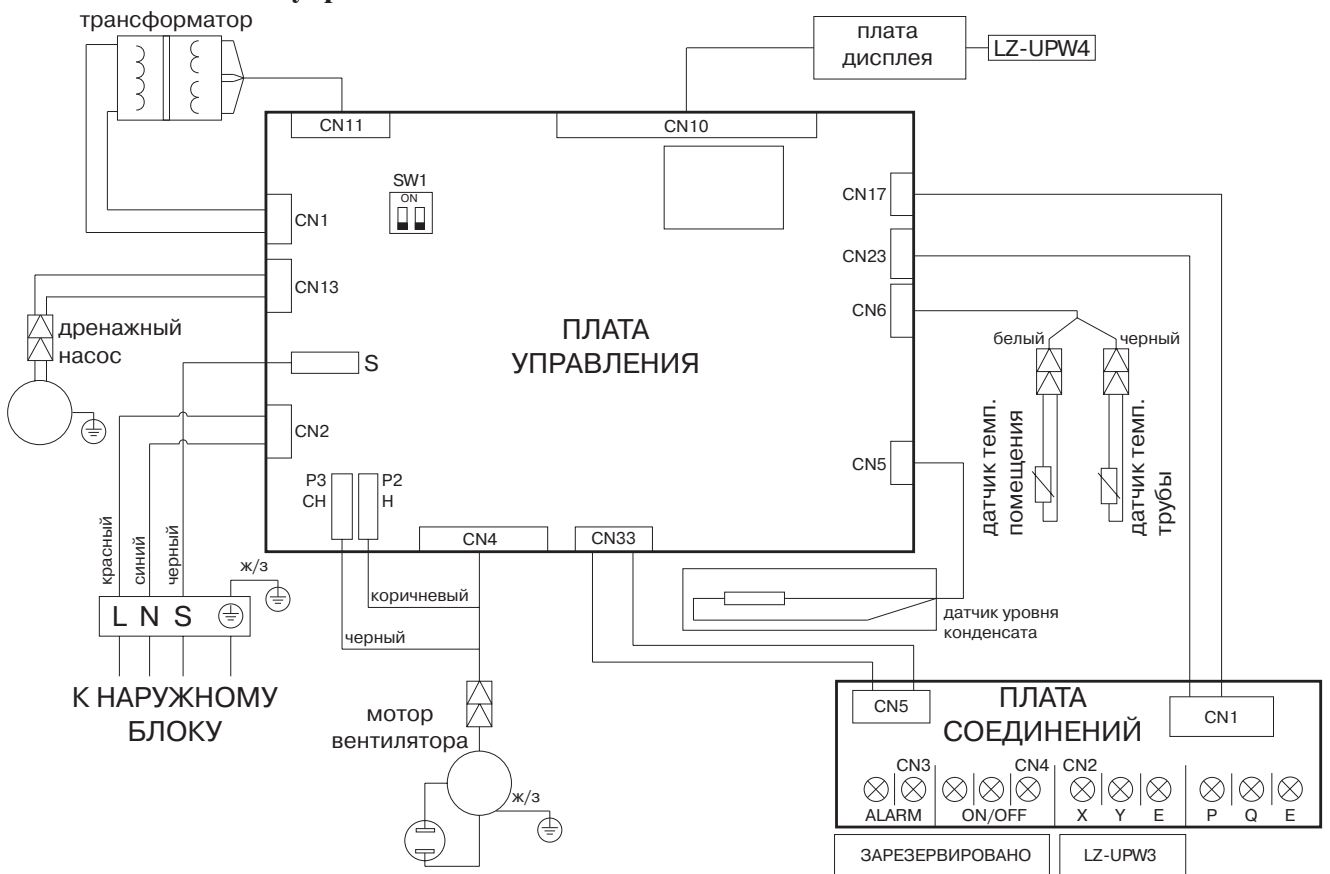 трансформатор
плата
дисплея
LZ-UPW4
CN11
CN10
SW1
ON
CN17
CN1
CN23
CN13
CN6
дренажный
насос
ПЛАТА
УПРАВЛЕНИЯ
белый
черный
S
CN2
датчик темп.
помещения
датчик темп.
трубы
CN5
P3
CH
P2
H
CN4
CN33
красный
синий
черный
ж/з
L N S
коричневый
черный
датчик уровня
конденсата
К НАРУЖНОМУ
БЛОКУ
мотор
вентилятора
ж/з
CN5
ПЛАТА
СОЕДИНЕНИЙ
CN1
CN3
CN4
CN2
ALARM
ON/OFF
X Y E
P Q E
ЗАРЕЗЕРВИРОВАНО
LZ-UPW3